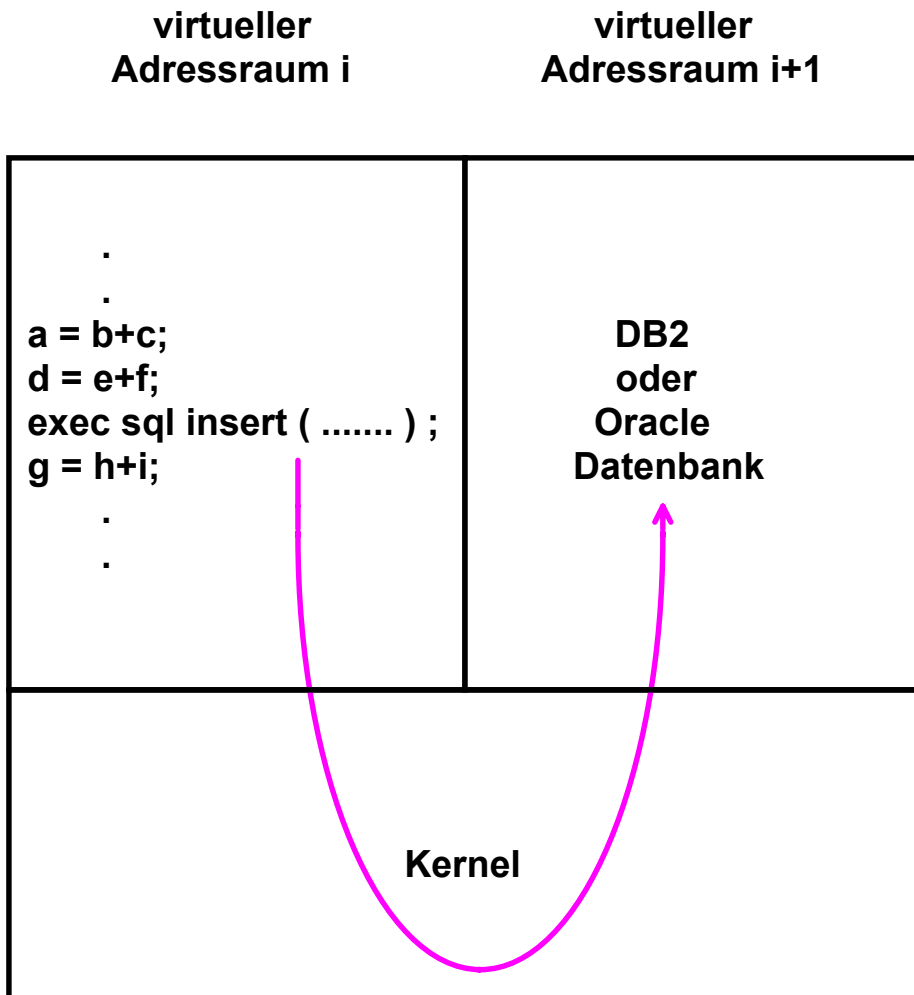 virtueller
Adressraum i
virtueller
Adressraum i+1
.
.
a = b+c;
d = e+f;
exec sql insert ( ....... ) ;
g = h+i;
.
.
DB2
oder
Oracle
Datenbank
Kernel